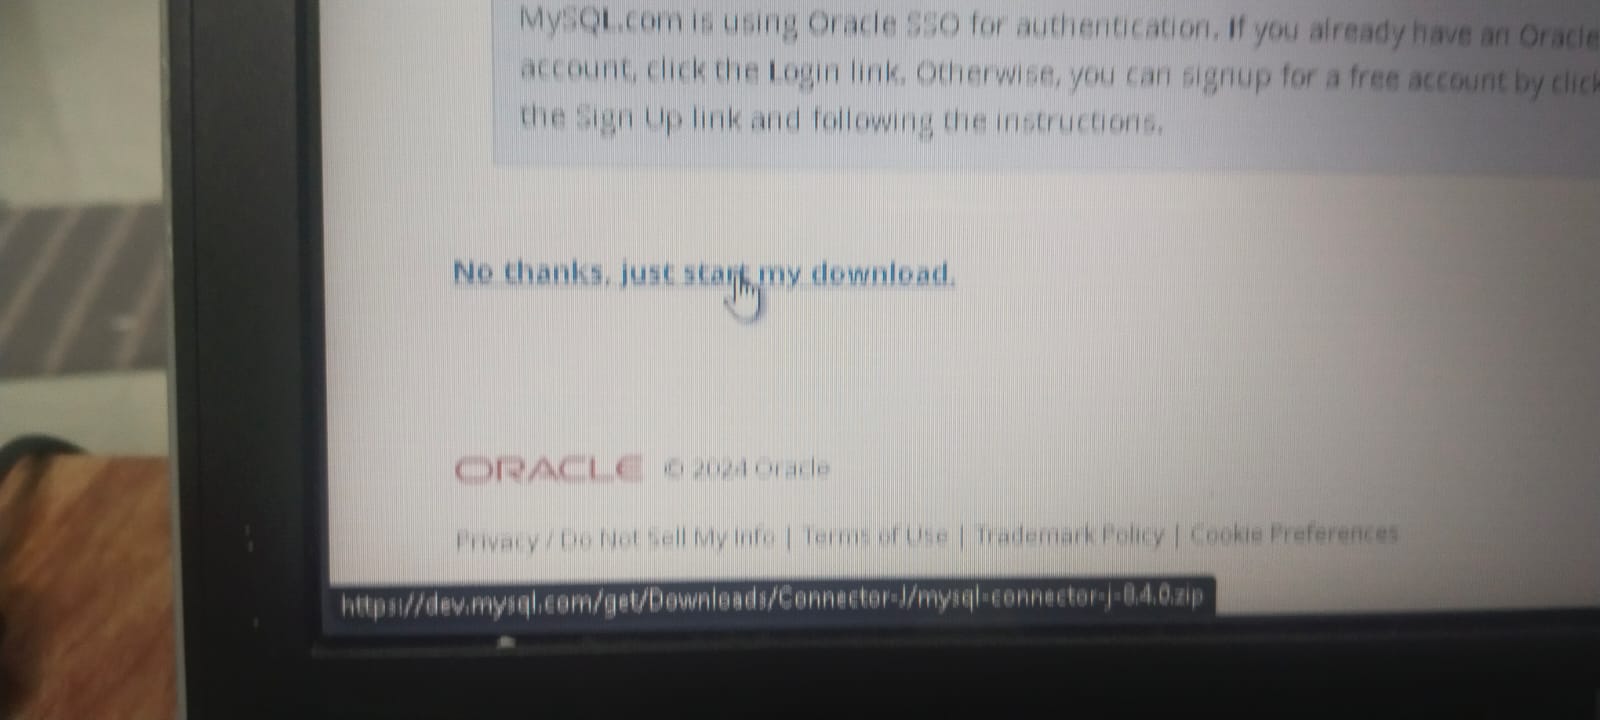 MySQL.com is using Oracle SSO for authentication. If you already have an Oracle
account, click the Login link. Otherwise, you can signup for a free account by click
the Sign Up link and following the instructions.
No thanks, just start my download.
ORACLE © 2024 Oracle
Privacy / Do Not Sell My Info | Terms of Use | Trademark Policy | Cookie Preferences
https://dev.mysql.com/get/Downloads/Connector-J/mysql-connector-j-8.4.0.zip